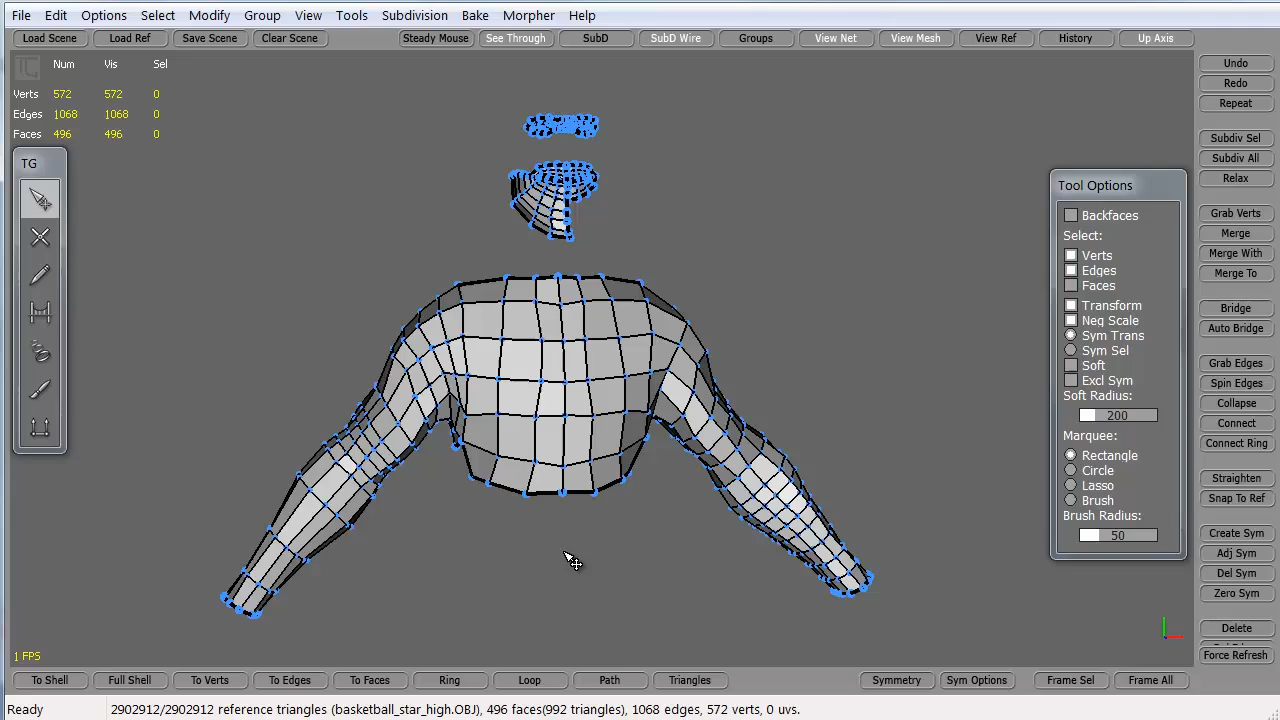 File Edit Options Select Modify Group View Tools Subdivision Bake Morpher Help
Load Scene Load Ref Save Scene Clear Scene Steady Mouse See Through SubD SubD Wire Groups View Net View Mesh View Ref History Up Axis
Num Vis Sel
Verts 572 572 0
Edges 1068 1068 0
Faces 496 496 0
TG
Tool Options
Backfaces
Select:
Verts
Edges
Faces
Transform
Neg Scale
Sym Trans
Sym Sel
Soft
Excl Sym
Soft Radius:
200
Marquee:
Rectangle
Circle
Lasso
Brush
Brush Radius:
50
Undo
Redo
Repeat
Subdiv Sel
Subdiv All
Relax
Grab Verts
Merge
Merge With
Merge To
Bridge
Auto Bridge
Grab Edges
Spin Edges
Collapse
Connect
Connect Ring
Straighten
Snap To Ref
Create Sym
Adj Sym
Del Sym
Zero Sym
Delete
Force Refresh
1 FPS
To Shell Full Shell To Verts To Edges To Faces Ring Loop Path Triangles Symmetry Sym Options Frame Sel Frame All
Ready 2902912/2902912 reference triangles (basketball_star_high.OBJ), 496 faces(992 triangles), 1068 edges, 572 verts, 0 uvs.